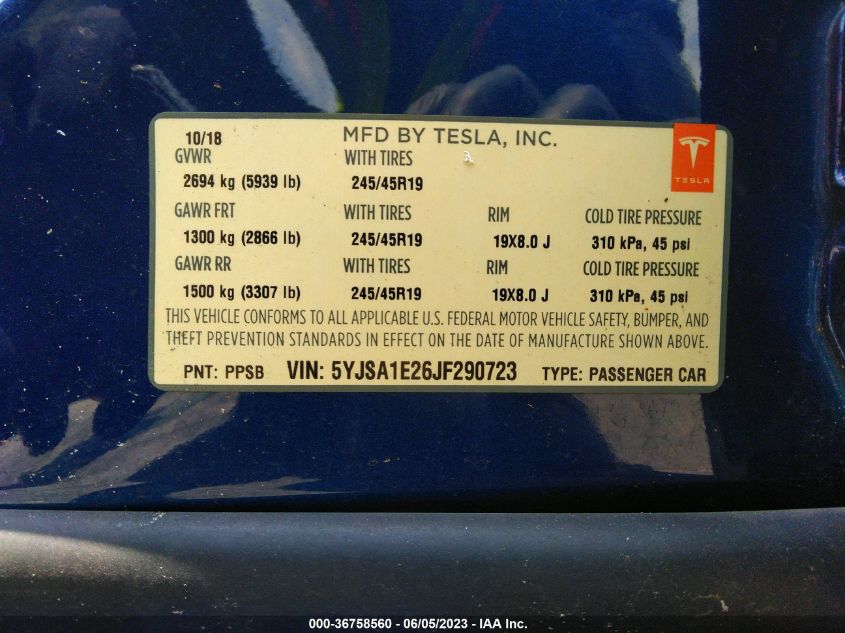 10/18 MFD BY TESLA, INC.
GVWR WITH TIRES
TESLA
2694 kg (5939 lb) 245/45R19
GAWR FRT WITH TIRES RIM COLD TIRE PRESSURE
1300 kg (2866 lb) 245/45R19 19X8.0 J 310 kPa, 45 psi
GAWR RR WITH TIRES RIM COLD TIRE PRESSURE
1500 kg (3307 lb) 245/45R19 19X8.0 J 310 kPa, 45 psi
THIS VEHICLE CONFORMS TO ALL APPLICABLE U.S. FEDERAL MOTOR VEHICLE SAFETY, BUMPER, AND
THEFT PREVENTION STANDARDS IN EFFECT ON THE DATE OF MANUFACTURE SHOWN ABOVE.
PNT: PPSB VIN: 5YJSA1E26JF290723 TYPE: PASSENGER CAR
000-36758560 - 06/05/2023 - IAA Inc.